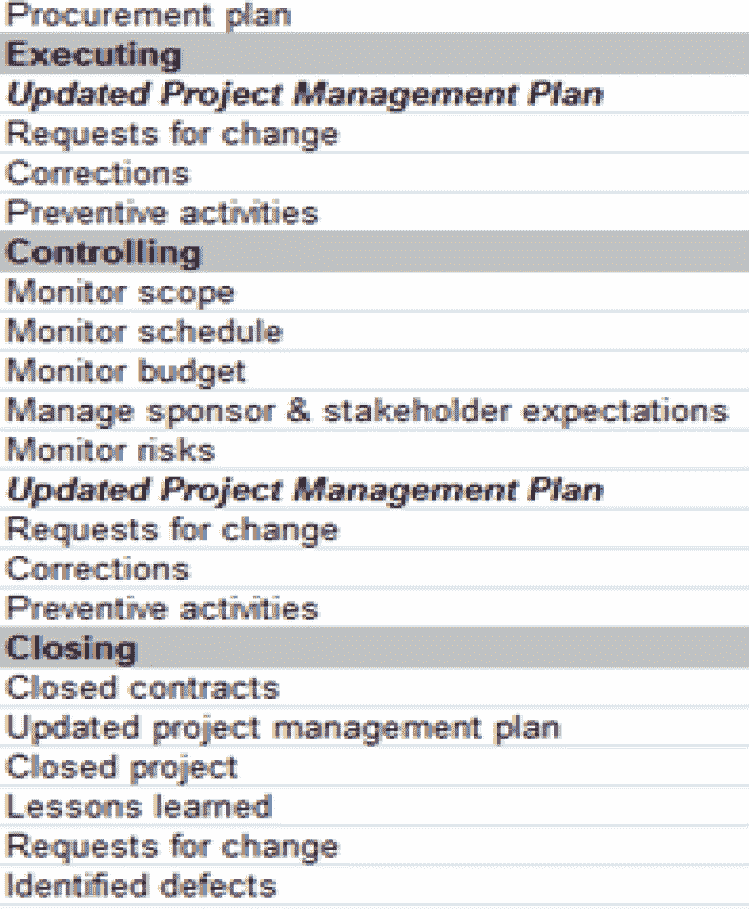 Procurement plan
Executing
Updated Project Management Plan
Requests for change
Corrections
Preventive activities
Controlling
Monitor scope
Monitor schedule
Monitor budget
Manage sponsor & stakeholder expectations
Monitor risks
Updated Project Management Plan
Requests for change
Corrections
Preventive activities
Closing
Closed contracts
Updated project management plan
Closed project
Lessons learned
Requests for change
Identified defects